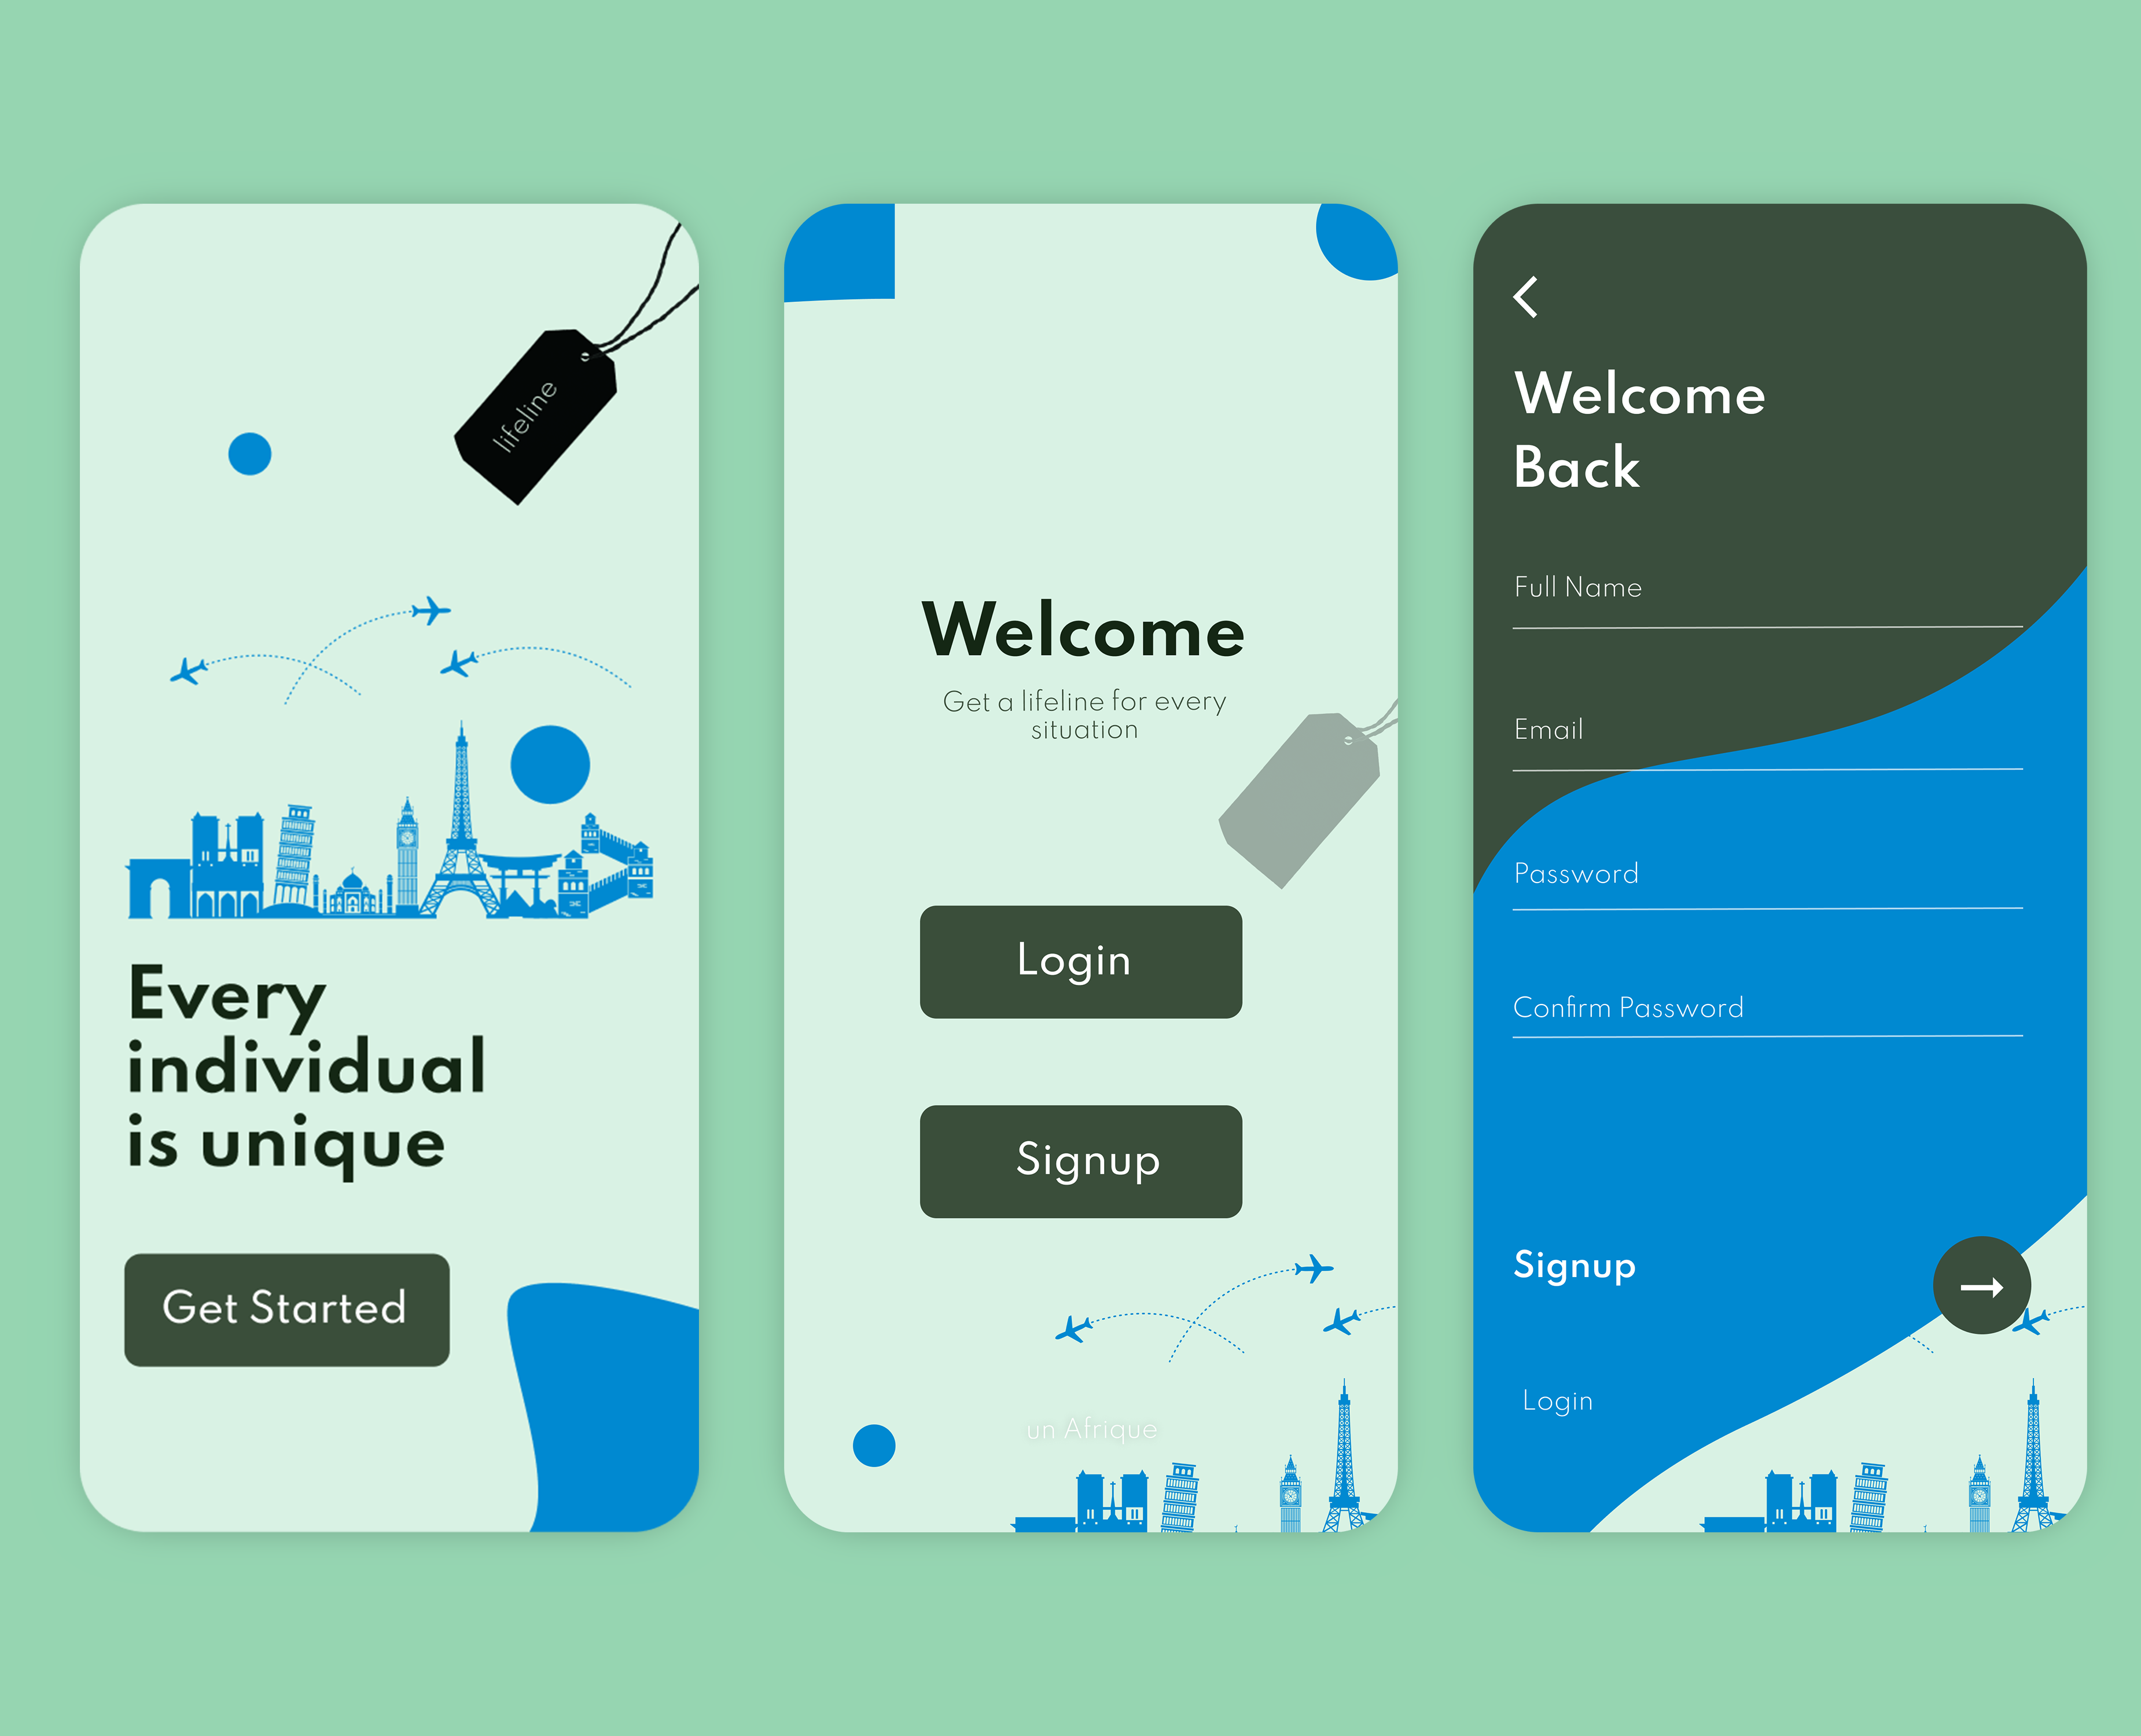 lifeline
Every
individual
is unique
Get Started
Welcome
Get a lifeline for every
situation
Login
Signup
un Afrique
Welcome
Back
Full Name
Email
Password
Confirm Password
Signup
Login